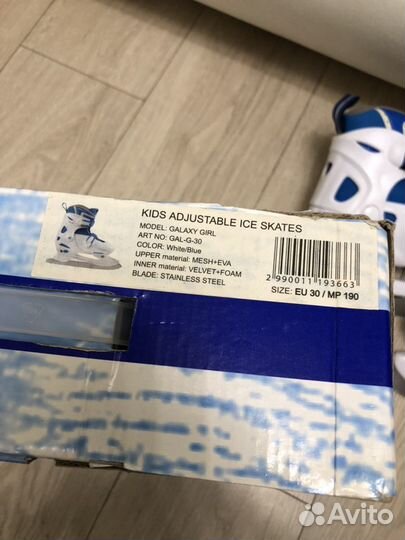 KIDS ADJUSTABLE ICE SKATES
MODEL: GALAXY GIRL
ART NO: GAL-G-30
COLOR: White/Blue
UPPER material: MESH+EVA
INNER material: VELVET+FOAM
BLADE: STAINLESS STEEL
2 990011 193663
SIZE: EU 30 / MP 190
Avito